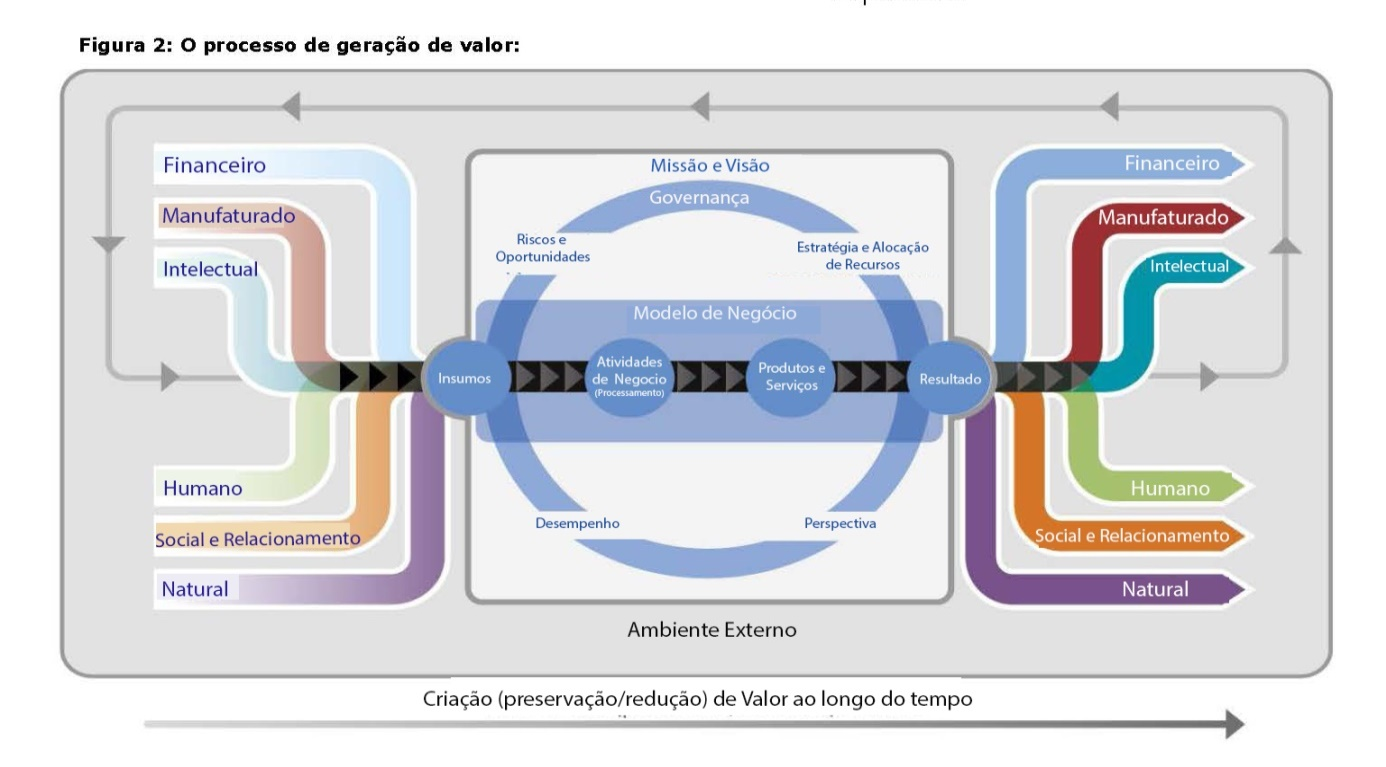 Figura 2: O processo de geração de valor:
Financeiro
Manufaturado
Intelectual
Humano
Social e Relacionamento
Natural
Missão e Visão
Governança
Riscos e
Oportunidades
Estratégia e Alocação
de Recursos
Modelo de Negócio
Insumos
Atividades
de Negocio
(Processamento)
Produtos e
Serviços
Resultado
Desempenho
Perspectiva
Financeiro
Manufaturado
Intelectual
Humano
Social e Relacionamento
Natural
Ambiente Externo
Criação (preservação/redução) de Valor ao longo do tempo